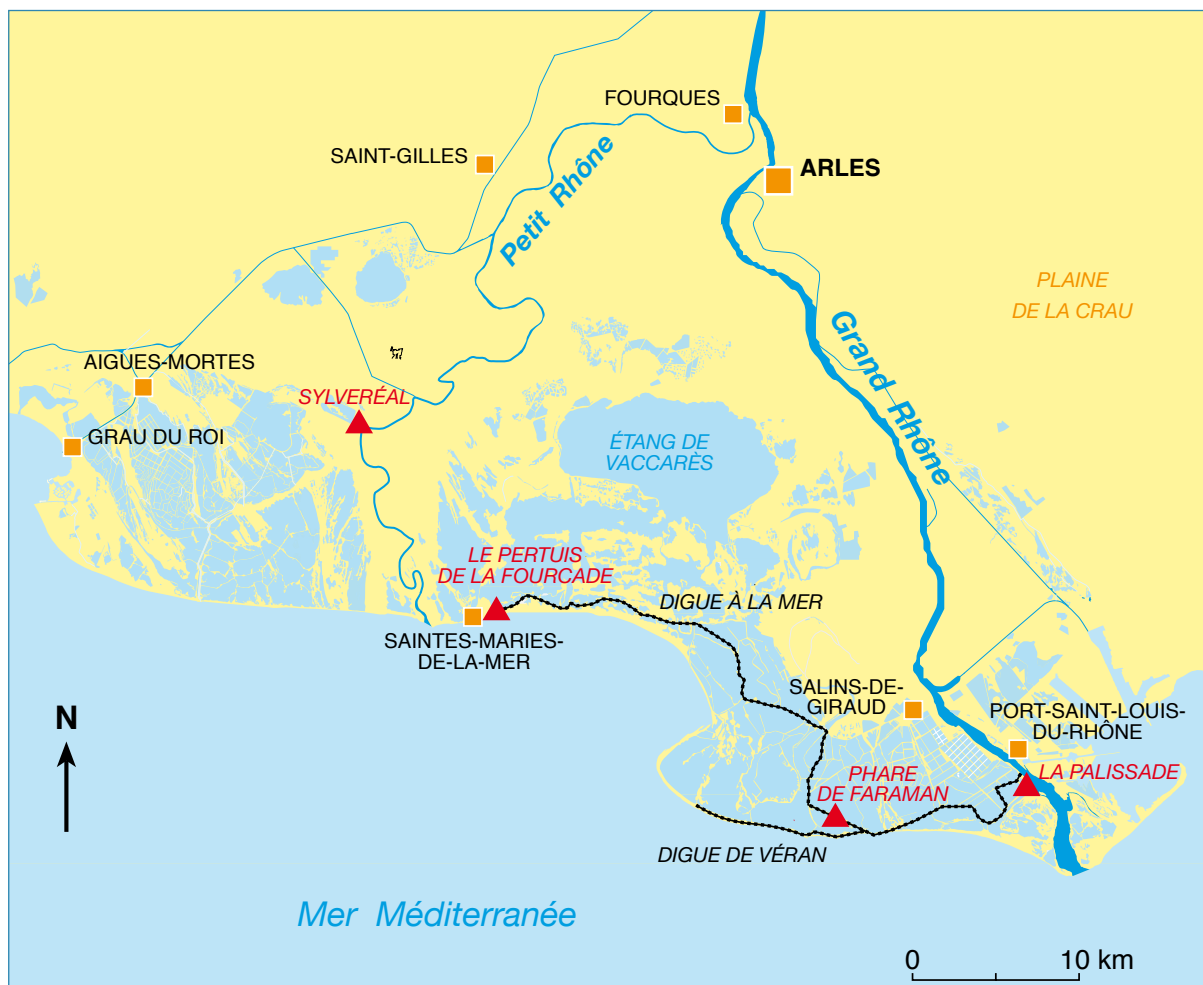 FOURQUES
SAINT-GILLES
ARLES
Petit Rhône
PLAINE
DE LA CRAU
Grand Rhône
AIGUES-MORTES
SYLVERÉAL
GRAU DU ROI
ÉTANG DE
VACCARÈS
LE PERTUIS
DE LA FOURCADE
DIGUE À LA MER
SAINTES-MARIES-
DE-LA-MER
SALINS-DE-
GIRAUD
PORT-SAINT-LOUIS-
DU-RHÔNE
N
PHARE
DE FARAMAN
LA PALISSADE
DIGUE DE VÉRAN
Mer Méditerranée
0 10 km